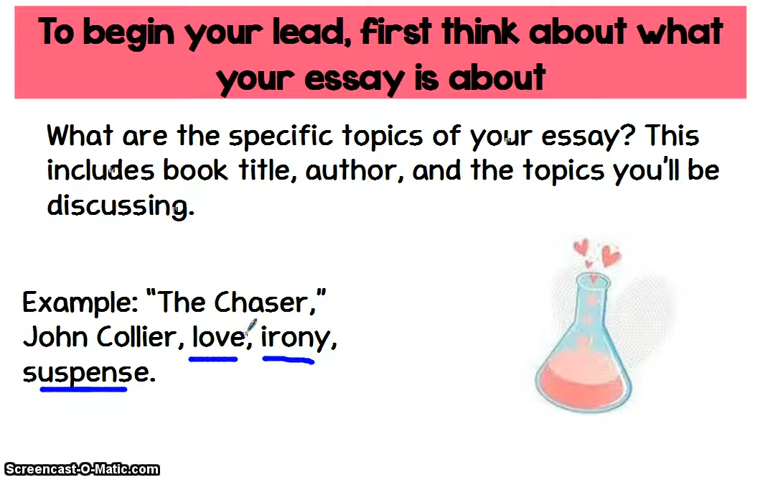 To begin your lead, first think about what
your essay is about
What are the specific topics of your essay? This
includes book title, author, and the topics you'll be
discussing.
Example: "The Chaser,"
John Collier, love, irony,
suspense.
Screencast-O-Matic.com